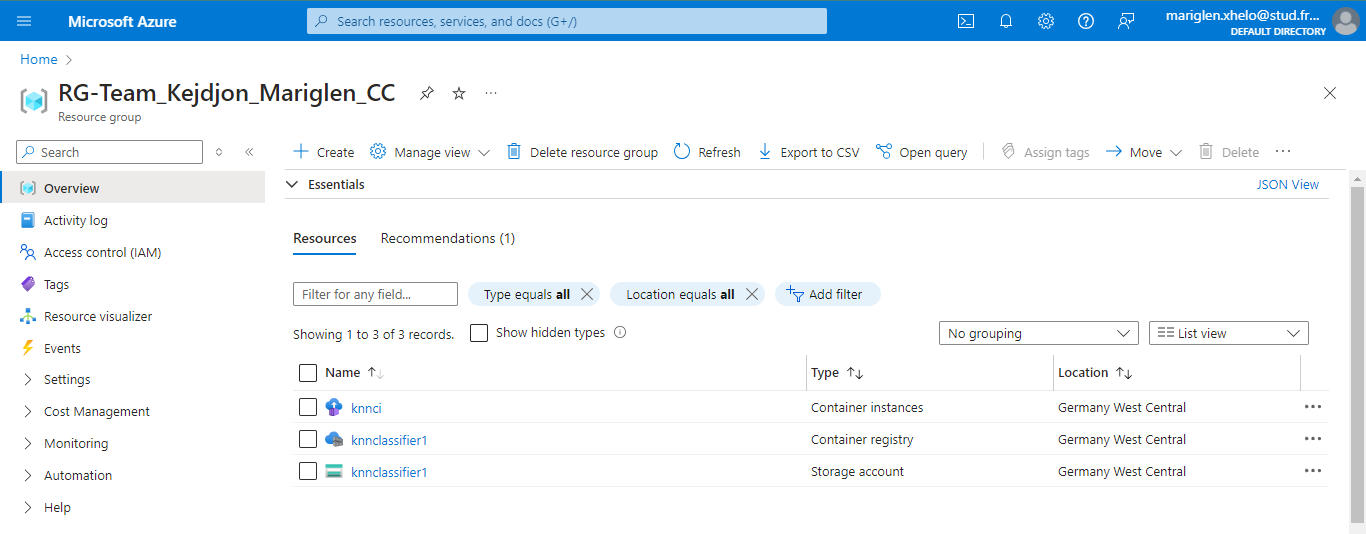 Microsoft Azure
Search resources, services, and docs (G+/)
mariglen.xhelo@stud.fr...
DEFAULT DIRECTORY
Home
RG-Team_Kejdjon_Mariglen_CC
Resource group
Search
Create Manage view Delete resource group Refresh Export to CSV Open query Assign tags Move Delete
Overview
Activity log
Access control (IAM)
Tags
Resource visualizer
Events
Settings
Cost Management
Monitoring
Automation
Help
Essentials JSON View
Resources Recommendations (1)
Filter for any field... Type equals all Location equals all Add filter
Showing 1 to 3 of 3 records. Show hidden types No grouping List view
Name Type Location
knnci Container instances Germany West Central
knnclassifier1 Container registry Germany West Central
knnclassifier1 Storage account Germany West Central